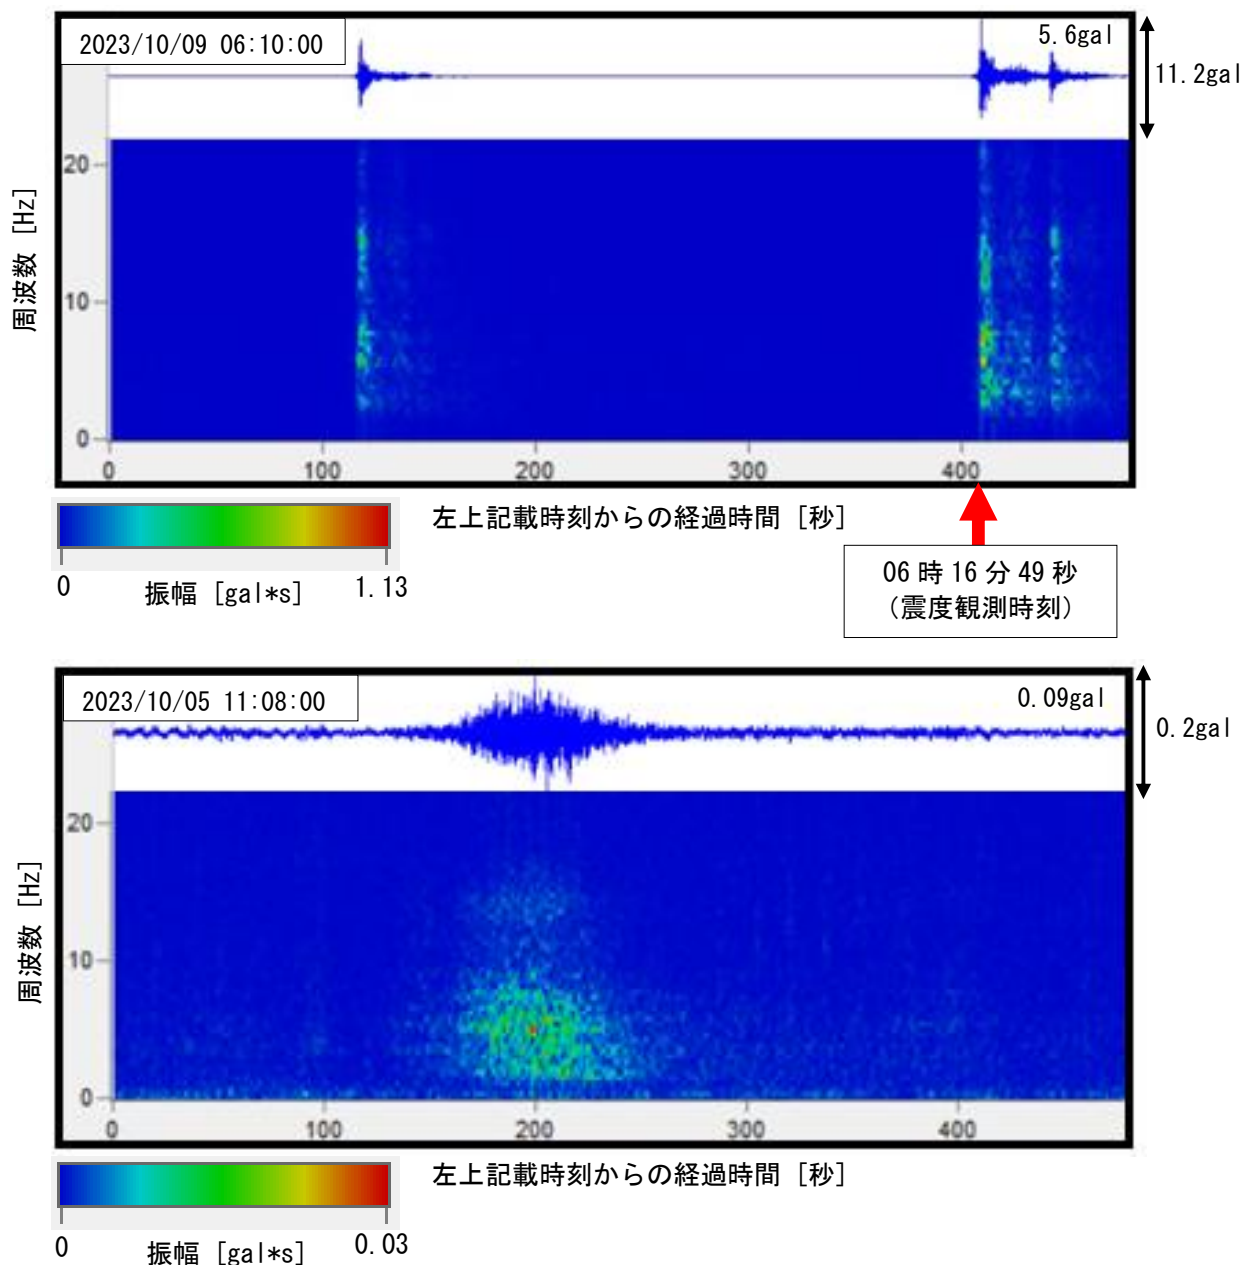 2023/10/09 06:10:00
5.6gal
11.2gal
周波数 [Hz]
20
10
0
0
100
200
300
400
左上記載時刻からの経過時間 [秒]
0
振幅 [gal*s]
1.13
06 時 16 分 49 秒
(震度観測時刻)
2023/10/05 11:08:00
0.09gal
0.2gal
周波数 [Hz]
20
10
0
0
100
200
300
400
左上記載時刻からの経過時間 [秒]
0
振幅 [gal*s]
0.03